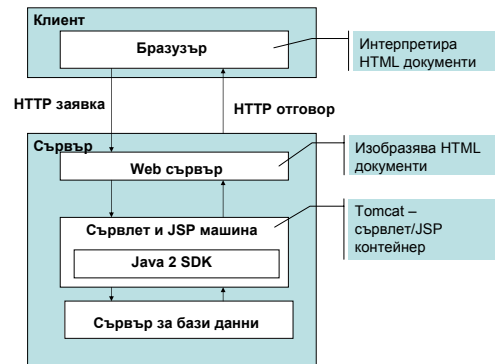 Клиент
Бразузър
Интерпретира
HTML документи
HTTP заявка
HTTP отговор
Сървър
Web сървър
Изобразява HTML
документи
Сървлет и JSP машина
Java 2 SDK
Tomcat –
сървлет/JSP
контейнер
Сървър за бази данни